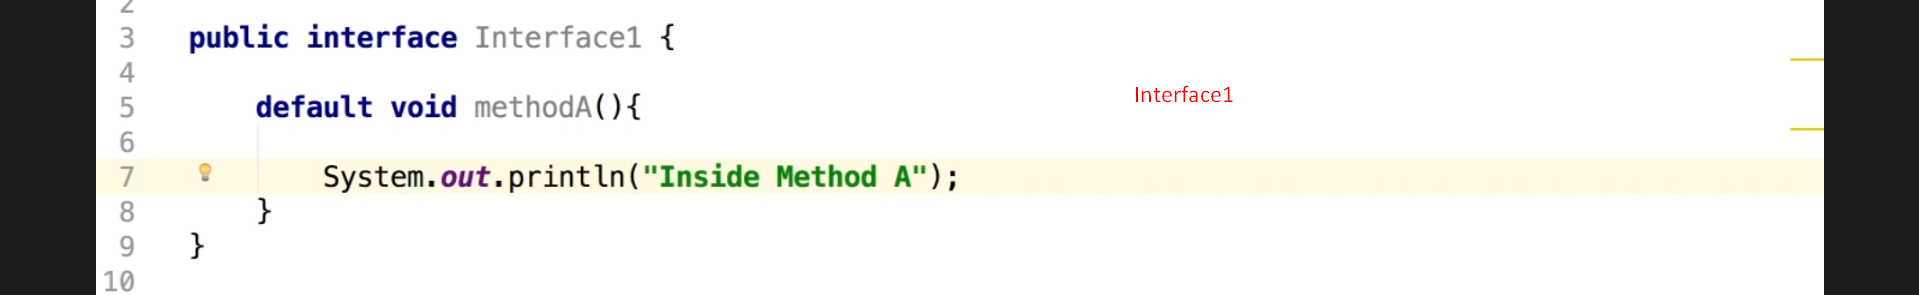 2
3 public interface Interface1 {
4
5 default void methodA(){
Interface1
6
7 System.out.println("Inside Method A");
8 }
9 }
10